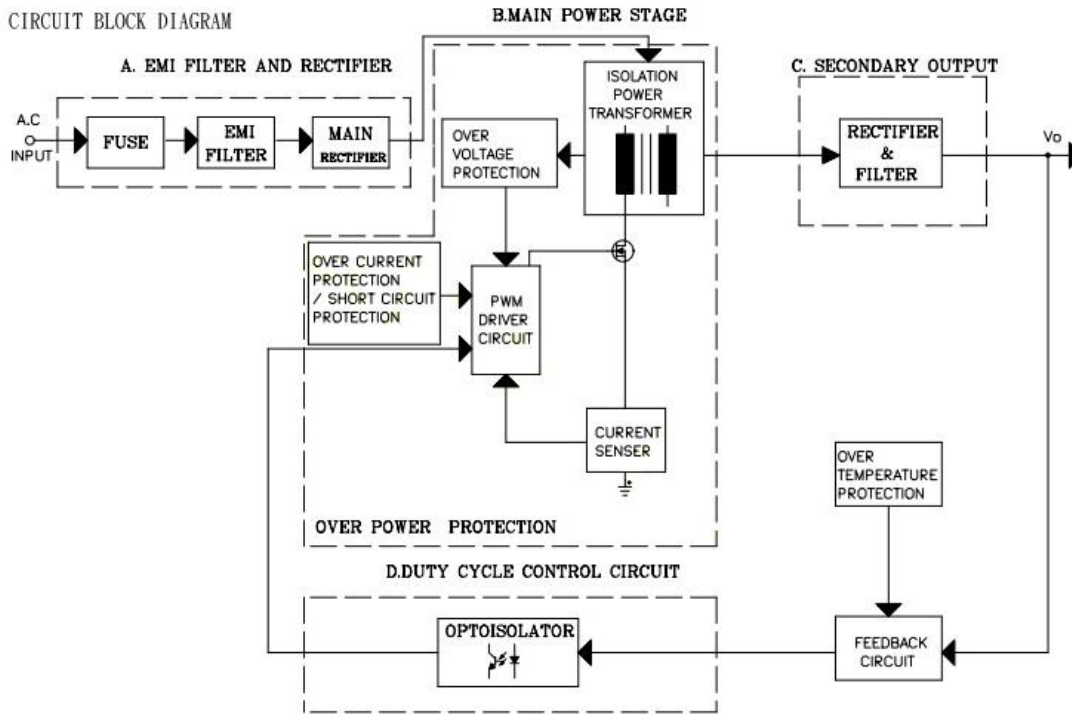 CIRCUIT BLOCK DIAGRAM
B.MAIN POWER STAGE
A. EMI FILTER AND RECTIFIER
C. SECONDARY OUTPUT
A.C
INPUT
FUSE
EMI
FILTER
MAIN
RECTIFIER
OVER
VOLTAGE
PROTECTION
ISOLATION
POWER
TRANSFORMER
RECTIFIER
&
FILTER
Vo
OVER CURRENT
PROTECTION
/ SHORT CIRCUIT
PROTECTION
PWM
DRIVER
CIRCUIT
CURRENT
SENSER
OVER
TEMPERATURE
PROTECTION
OVER POWER PROTECTION
D.DUTY CYCLE CONTROL CIRCUIT
OPTOISOLATOR
FEEDBACK
CIRCUIT